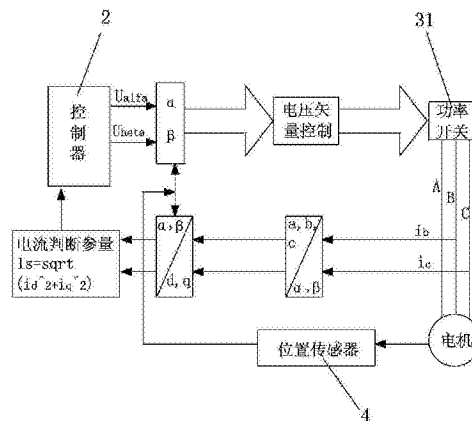 2
31
控制器
Ualfa
Ubeta
α
β
电压矢
量控制
功率
开关
A
B
C
电流判断参量
Is=sqrt
(id^2+iq^2)
α,β
d,q
a,b,
c
α,β
ib
ic
位置传感器
电机
4